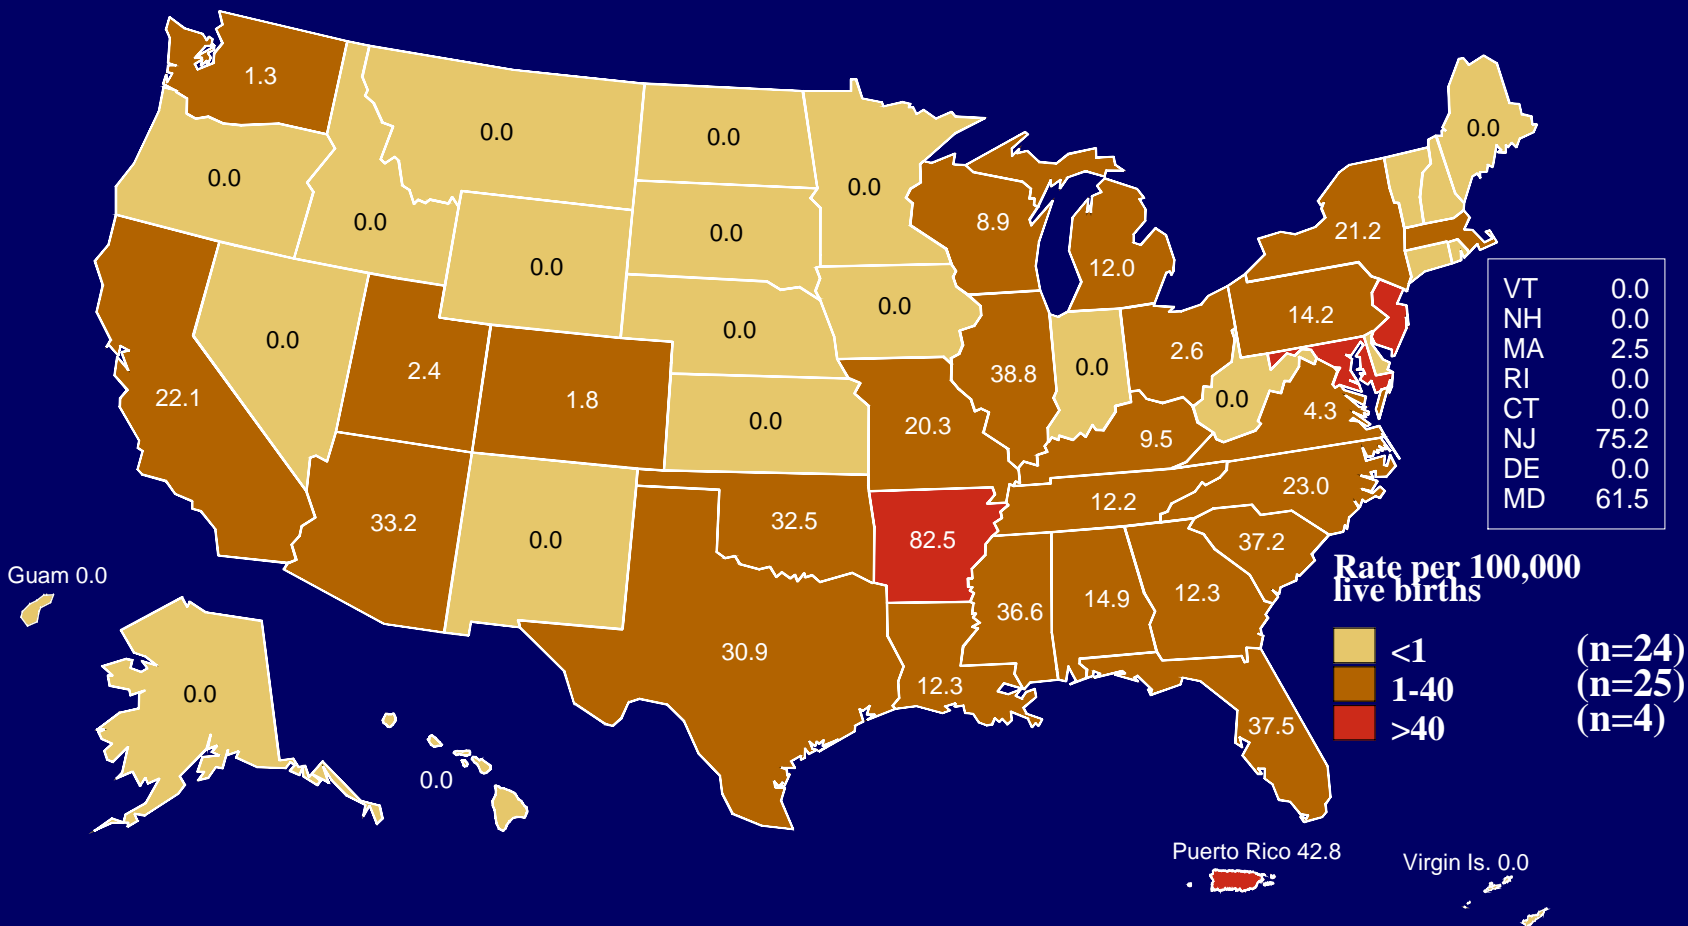 1.3
0.0
0.0
0.0
0.0
0.0
0.0
0.0
8.9
21.2
0.0
0.0
0.0
12.0
VT 0.0
NH 0.0
MA 2.5
RI 0.0
CT 0.0
NJ 75.2
DE 0.0
MD 61.5
0.0
0.0
0.0
14.2
22.1
2.4
1.8
0.0
20.3
38.8
0.0
2.6
0.0
4.3
9.5
33.2
0.0
32.5
82.5
12.2
23.0
37.2
36.6
14.9
12.3
30.9
12.3
37.5
Guam 0.0
0.0
0.0
Rate per 100,000
live births
<1 (n=24)
1-40 (n=25)
>40 (n=4)
Puerto Rico 42.8
Virgin Is. 0.0